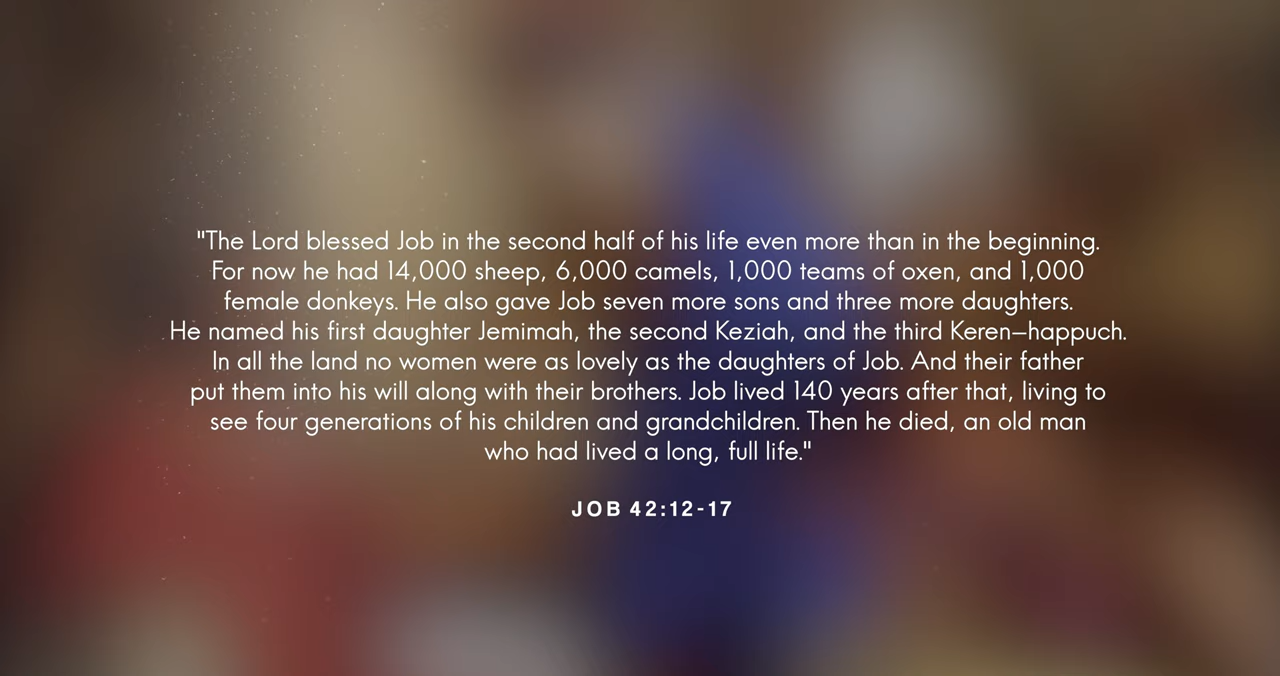 "The Lord blessed Job in the second half of his life even more than in the beginning.
For now he had 14,000 sheep, 6,000 camels, 1,000 teams of oxen, and 1,000
female donkeys. He also gave Job seven more sons and three more daughters.
He named his first daughter Jemimah, the second Keziah, and the third Keren–happuch.
In all the land no women were as lovely as the daughters of Job. And their father
put them into his will along with their brothers. Job lived 140 years after that, living to
see four generations of his children and grandchildren. Then he died, an old man
who had lived a long, full life."
JOB 42:12-17